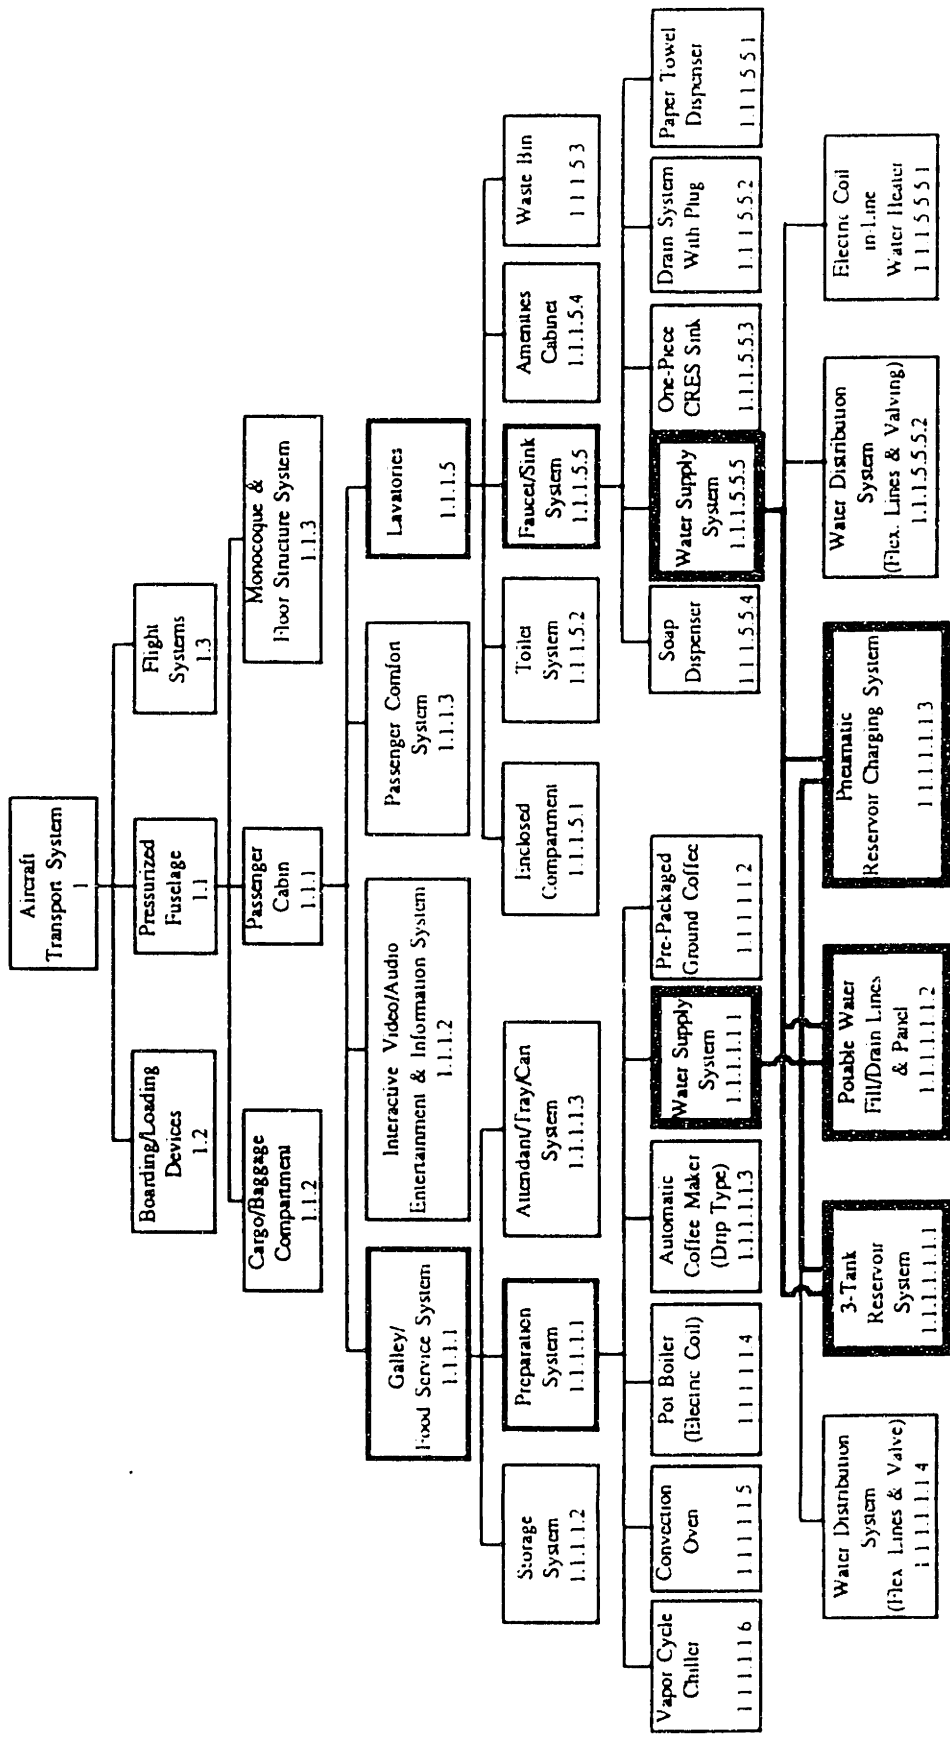 Aircraft
Transport System
1
Boarding/Loading
Devices
1.2
Pressurized
Fuselage
1.1
Flight
Systems
1.3
Cargo/Baggage
Compartment
1.1.2
Passenger
Cabin
1.1.1
Monocoque &
Floor Structure System
1.1.3
Galley/
Food Service System
1.1.1.1
Interactive Video/Audio
Entertainment & Information System
1.1.1.2
Passenger Comfort
System
1.1.1.3
Lavatories
1.1.1.5
Storage
System
1.1.1.1.2
Preparation
System
1.1.1.1.1
Attendant/Tray/Cart
System
1.1.1.1.3
Enclosed
Compartment
1.1.1.5.1
Toilet
System
1.1.1.5.2
Faucet/Sink
System
1.1.1.5.5
Amenities
Cabinet
1.1.1.5.4
Waste Bin
1 1 1 5 3
Vapor Cycle
Chiller
1 1 1.1.1 6
Convection
Oven
1 1 1 1 1 5
Pot Boiler
(Electric Coil)
1.1.1 1 1.4
Automatic
Coffee Maker
(Drip Type)
1.1.1.1.1.3
Water Supply
System
1.1.1.1.1 1
Pre-Packaged
Ground Coffee
1.1 1 1 1 2
Soap
Dispenser
1.1 1.5.5.4
Water Supply
System
1.1.1.5.5.5
One-Piece
CRES Sink
1.1.1.5.5.3
Drain System
With Plug
1.1 1 5.5.2
Paper Towel
Dispenser
1.1 1 5 5 1
Water Distribution
System
(Flex Lines & Valve)
1 1 1 1.1.1 4
3-Tank
Reservoir
System
1.1.1.1.1.1.1
Potable Water
Fill/Drain Lines
& Panel
1.1.1.1.1.1.2
Pneumatic
Reservoir Charging System
1 1.1.1.1.1 3
Water Distribution
System
(Flex. Lines & Valving)
1.1.1.5.5.5.2
Electric Coil
in-Line
Water Heater
1 1.1 5 5 5 1